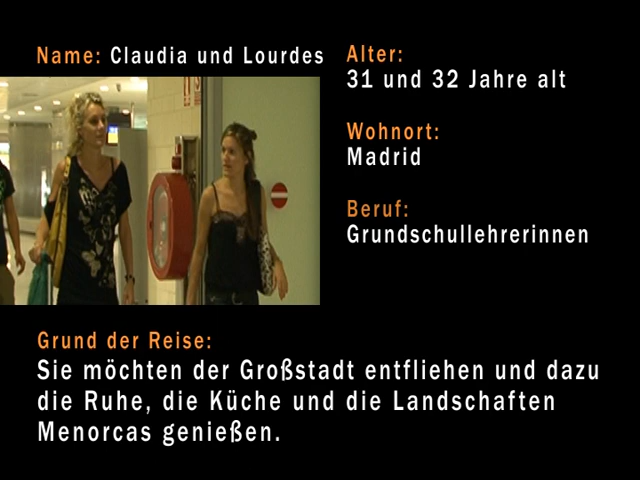 Name: Claudia und Lourdes
Alter:
31 und 32 Jahre alt
Wohnort:
Madrid
Beruf:
Grundschullehrerinnen
Grund der Reise:
Sie möchten der Großstadt entfliehen und dazu
die Ruhe, die Küche und die Landschaften
Menorcas genießen.